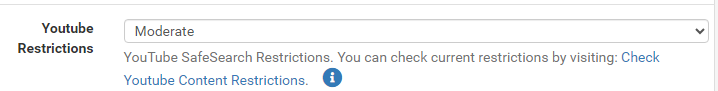 Youtube Restrictions
Moderate
YouTube SafeSearch Restrictions. You can check current restrictions by visiting: Check
Youtube Content Restrictions.